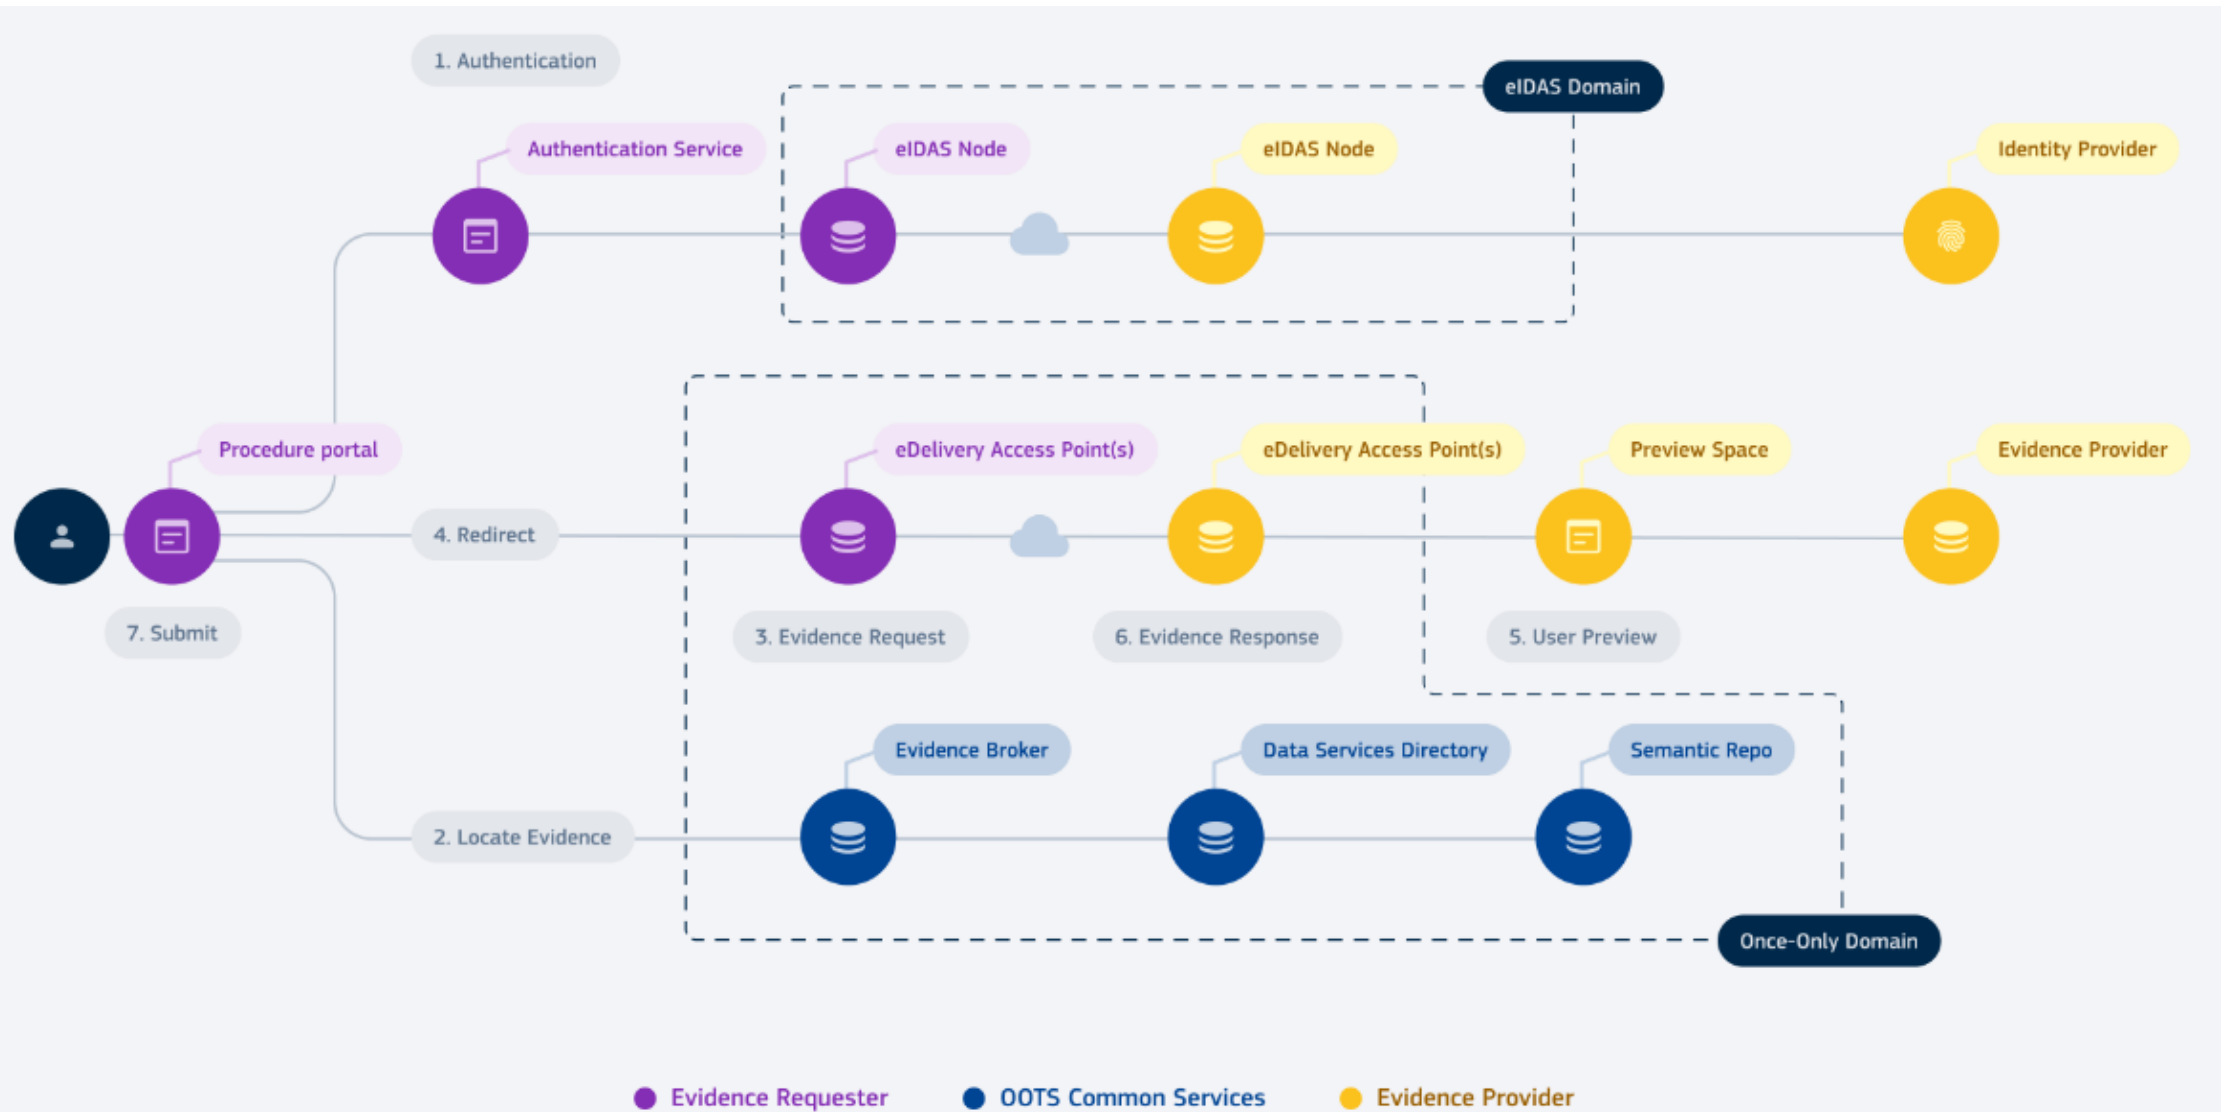 1. Authentication
eIDAS Domain
Authentication Service
eIDAS Node
eIDAS Node
Identity Provider
Procedure portal
eDelivery Access Point(s)
eDelivery Access Point(s)
Preview Space
Evidence Provider
4. Redirect
7. Submit
3. Evidence Request
6. Evidence Response
5. User Preview
Evidence Broker
Data Services Directory
Semantic Repo
2. Locate Evidence
Once-Only Domain
Evidence Requester
OOTS Common Services
Evidence Provider